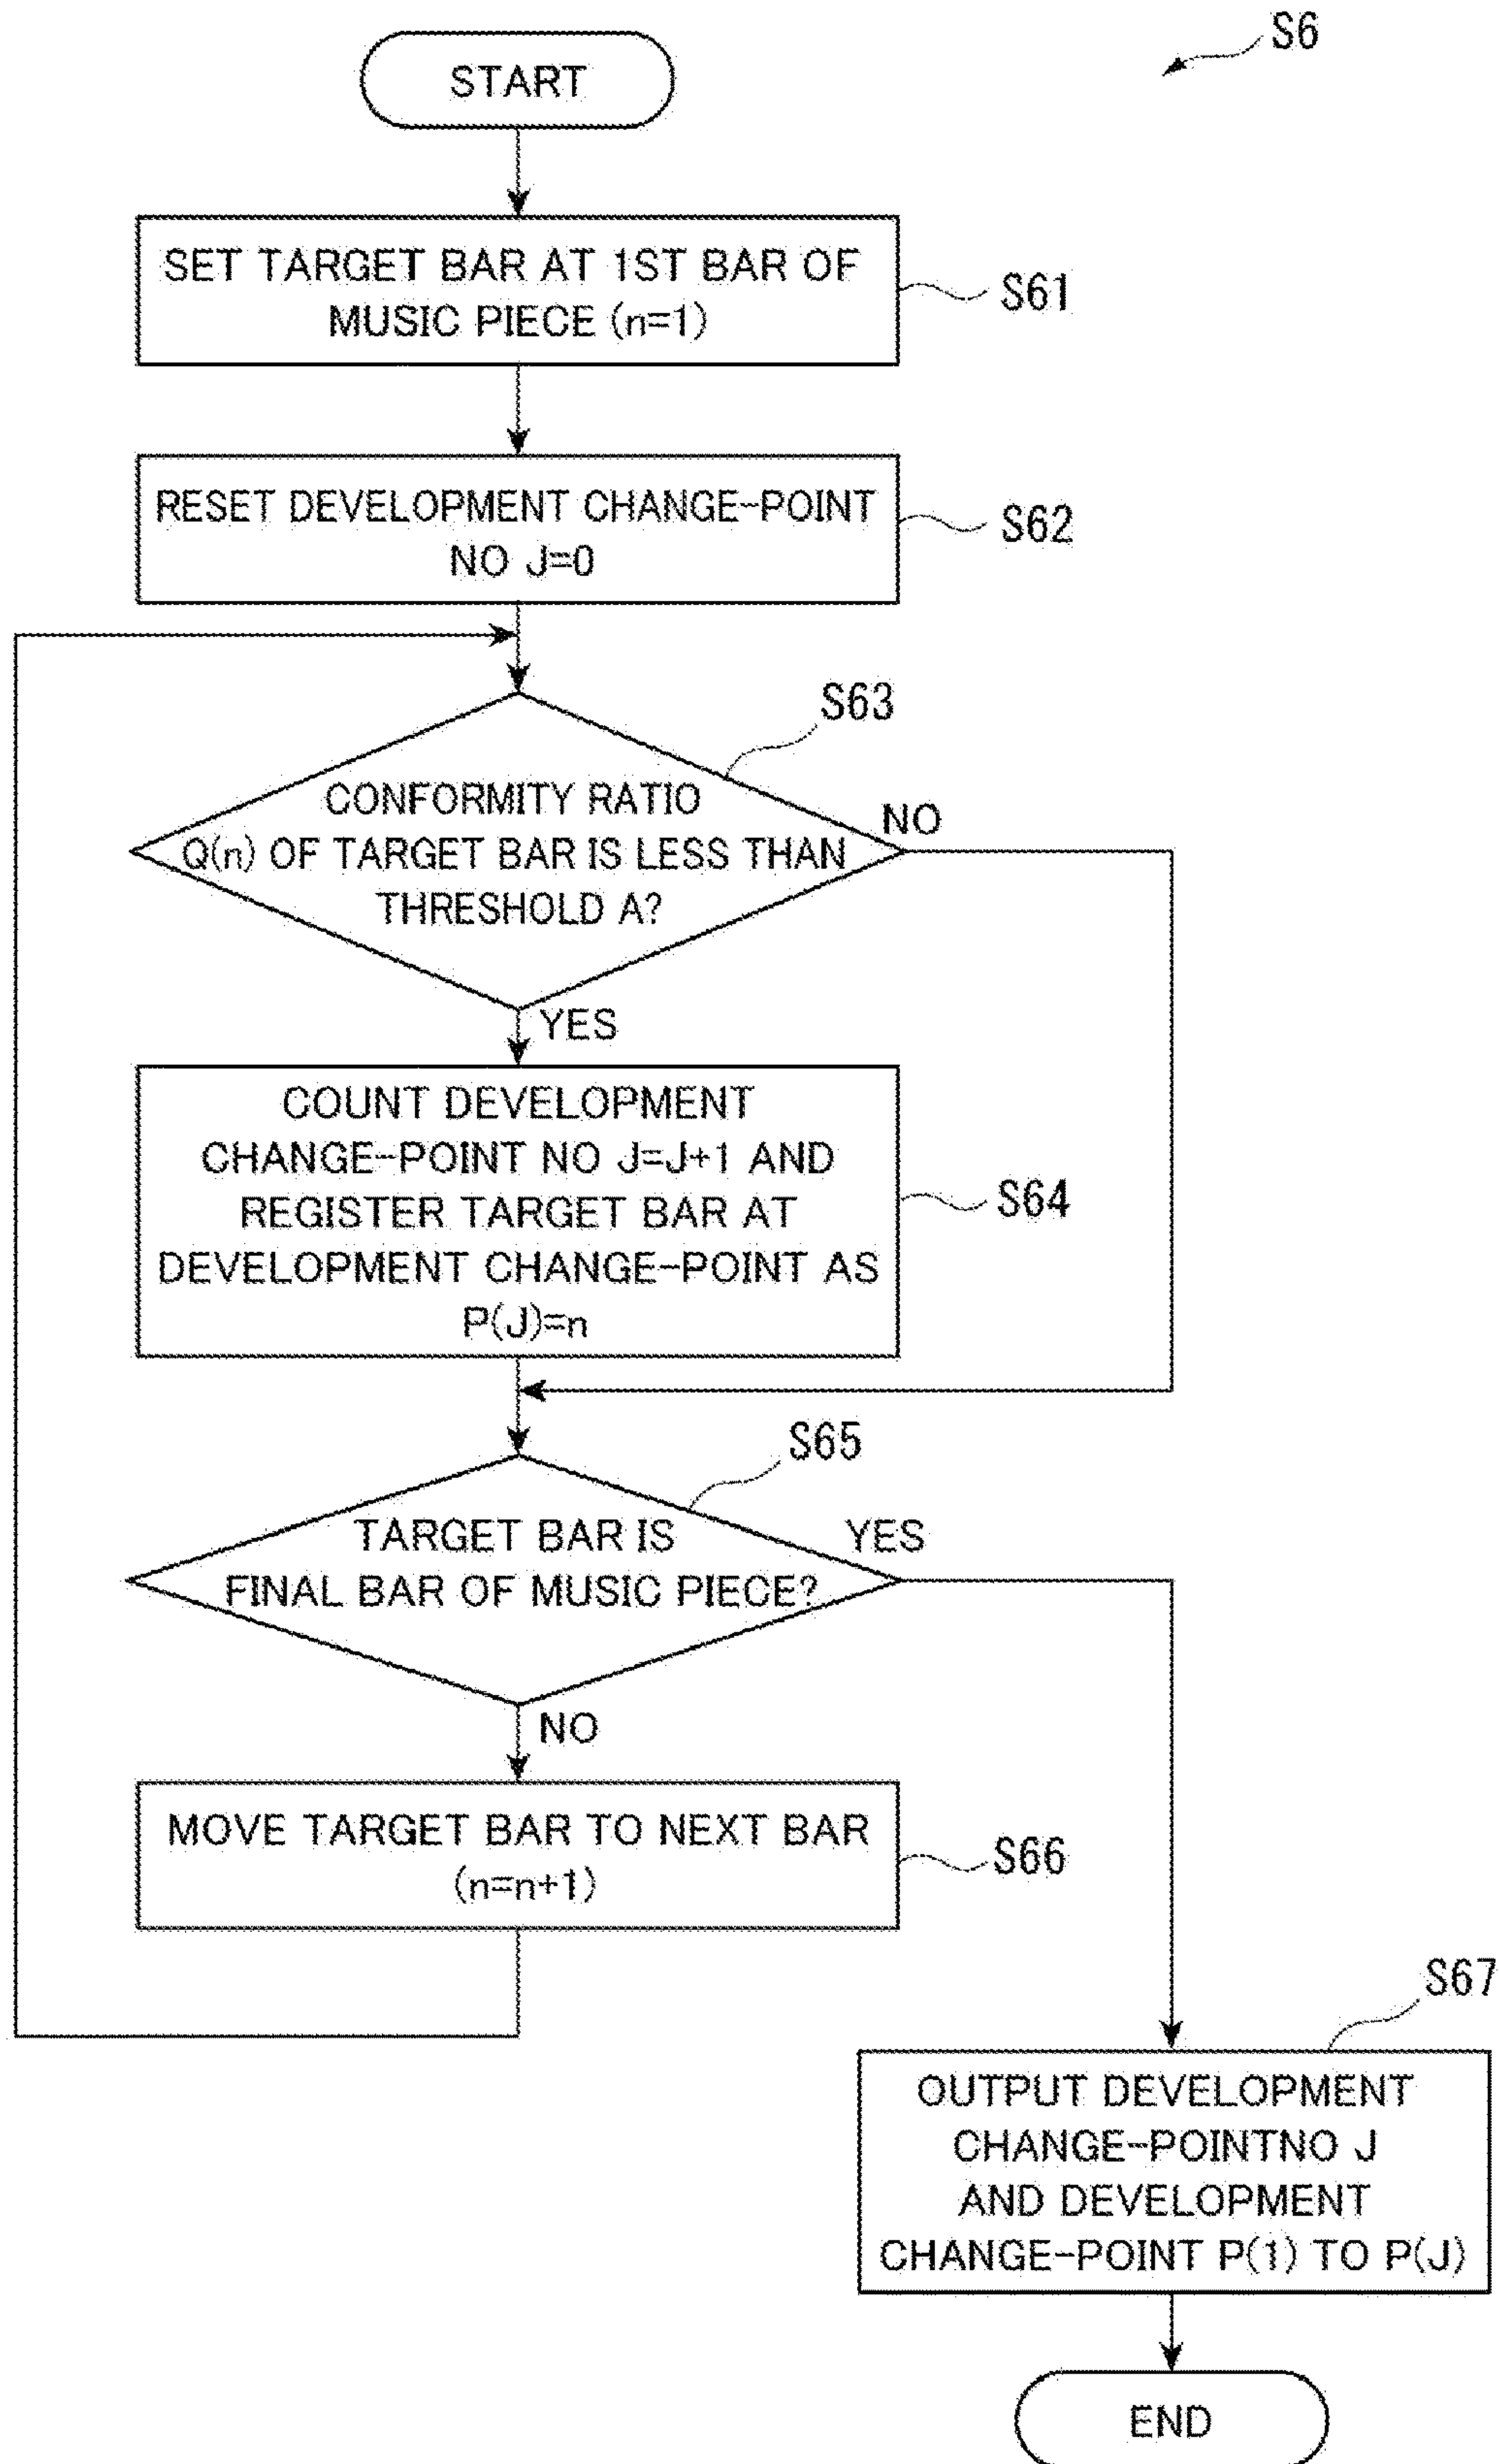 S6
START
SET TARGET BAR AT 1ST BAR OF
MUSIC PIECE (n=1)
S61
RESET DEVELOPMENT CHANGE-POINT
NO J=0
S62
S63
CONFORMITY RATIO
Q(n) OF TARGET BAR IS LESS THAN
THRESHOLD A?
NO
YES
COUNT DEVELOPMENT
CHANGE-POINT NO J=J+1 AND
REGISTER TARGET BAR AT
DEVELOPMENT CHANGE-POINT AS
P(J)=n
S64
S65
TARGET BAR IS
FINAL BAR OF MUSIC PIECE?
YES
NO
MOVE TARGET BAR TO NEXT BAR
(n=n+1)
S66
S67
OUTPUT DEVELOPMENT
CHANGE-POINTNO J
AND DEVELOPMENT
CHANGE-POINT P(1) TO P(J)
END